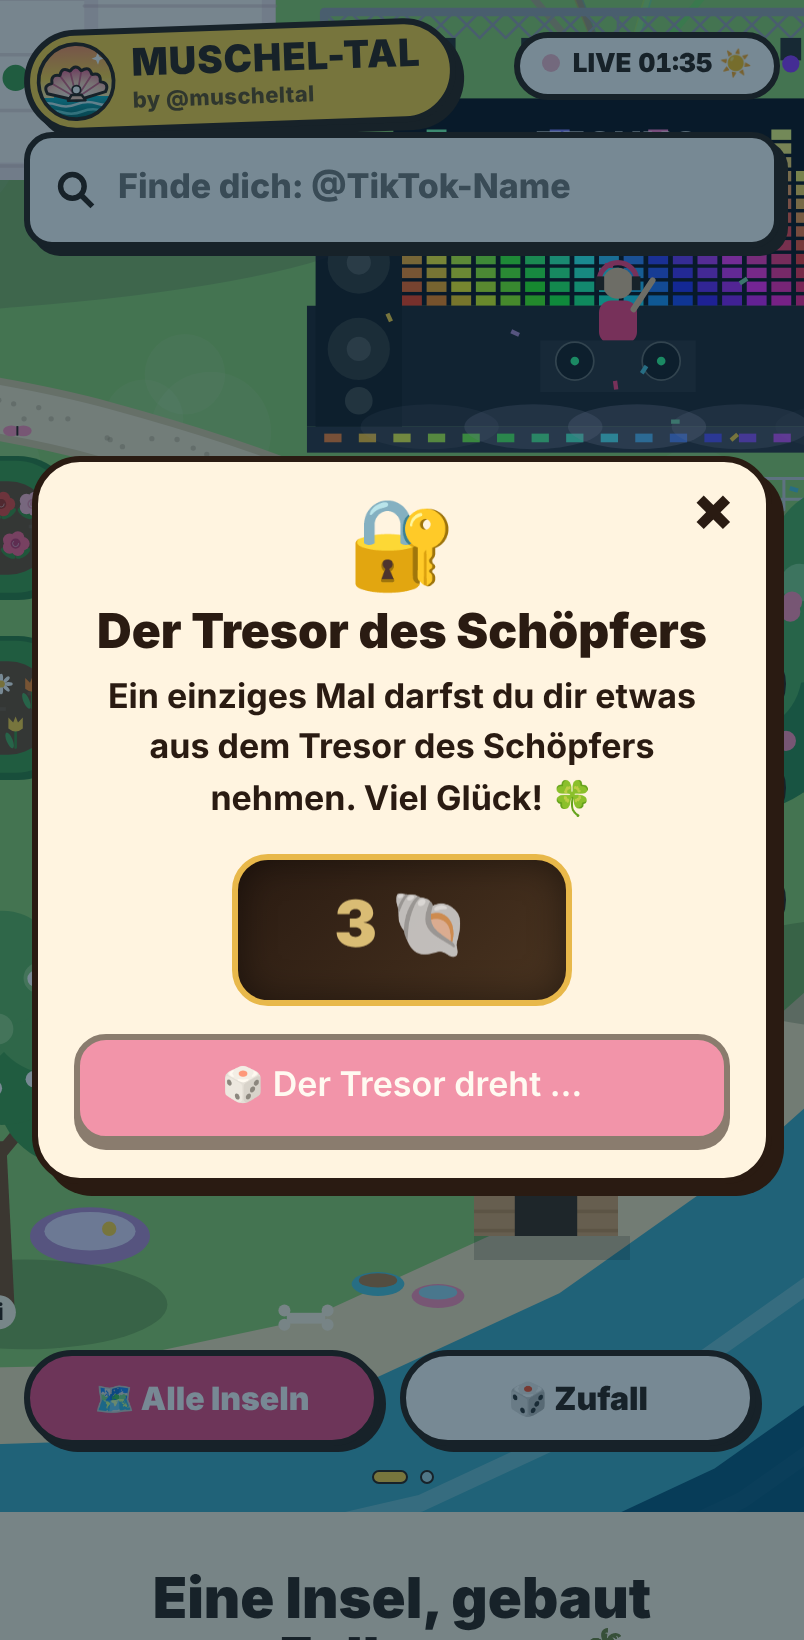 MUSCHEL-TAL
by @muscheltal
LIVE 01:35 ☀️
Finde dich: @TikTok-Name
Der Tresor des Schöpfers
Ein einziges Mal darfst du dir etwas
aus dem Tresor des Schöpfers
nehmen. Viel Glück! 🍀
3 🐚
🎲 Der Tresor dreht ...
🗺️ Alle Inseln
🎲 Zufall
Eine Insel, gebaut